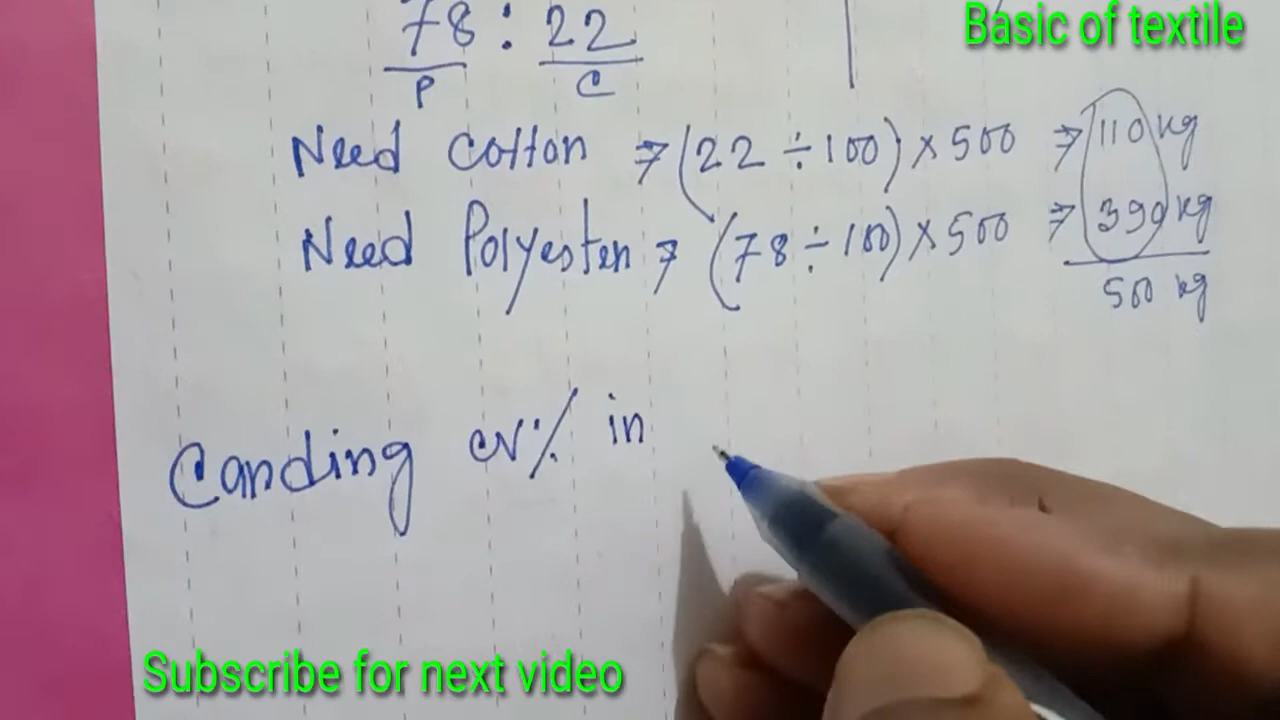 Basic of textile
78 : 22
P C
Need Cotton ⇒ (22 ÷ 100) × 500 ⇒ 110 kg
Need Polyester ⇒ (78 ÷ 100) × 500 ⇒ 390 kg
500 kg
Carding CV% in
Subscribe for next video